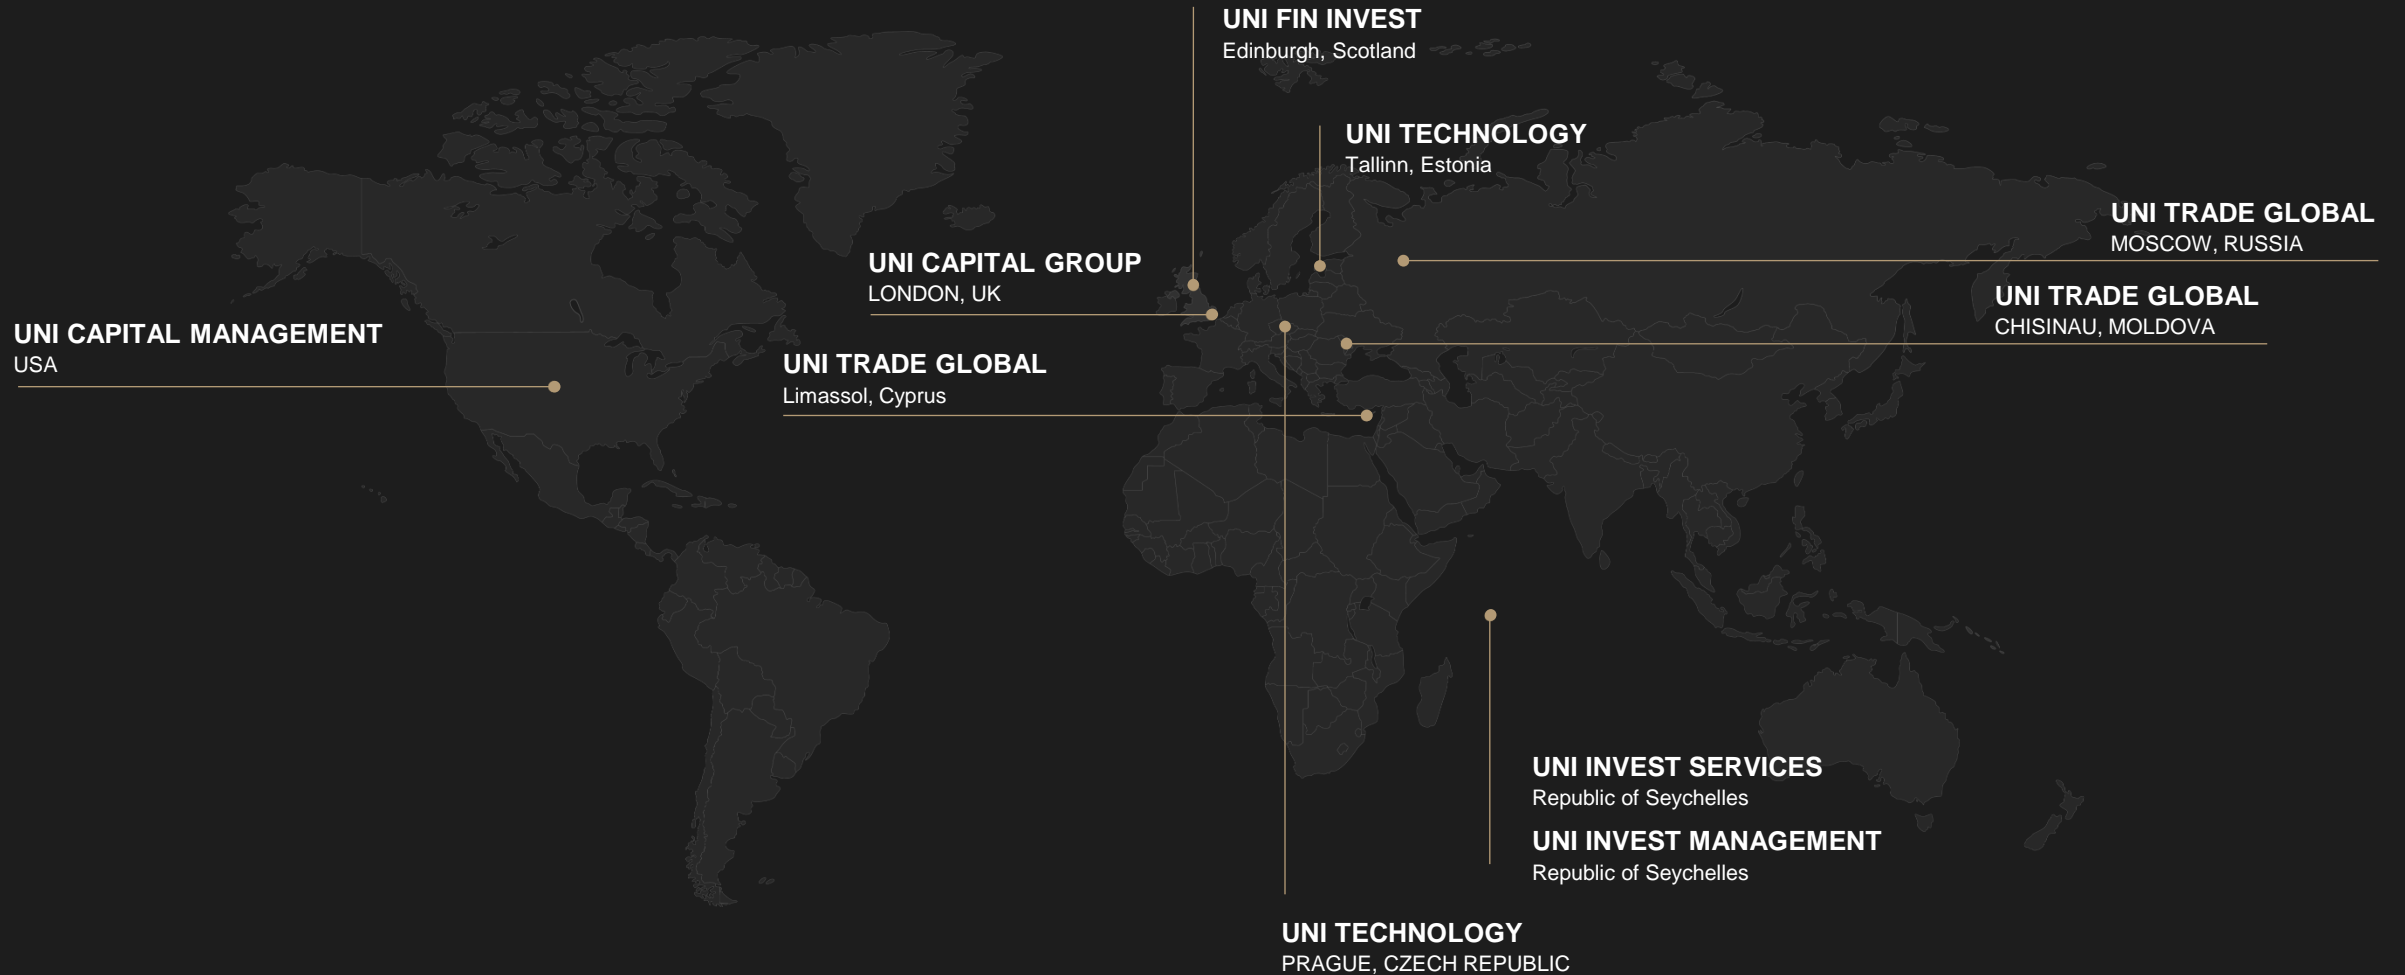 UNI FIN INVEST
Edinburgh, Scotland
UNI TECHNOLOGY
Tallinn, Estonia
UNI TRADE GLOBAL
MOSCOW, RUSSIA
UNI CAPITAL GROUP
LONDON, UK
UNI TRADE GLOBAL
CHISINAU, MOLDOVA
UNI CAPITAL MANAGEMENT
USA
UNI TRADE GLOBAL
Limassol, Cyprus
UNI INVEST SERVICES
Republic of Seychelles
UNI INVEST MANAGEMENT
Republic of Seychelles
UNI TECHNOLOGY
PRAGUE, CZECH REPUBLIC